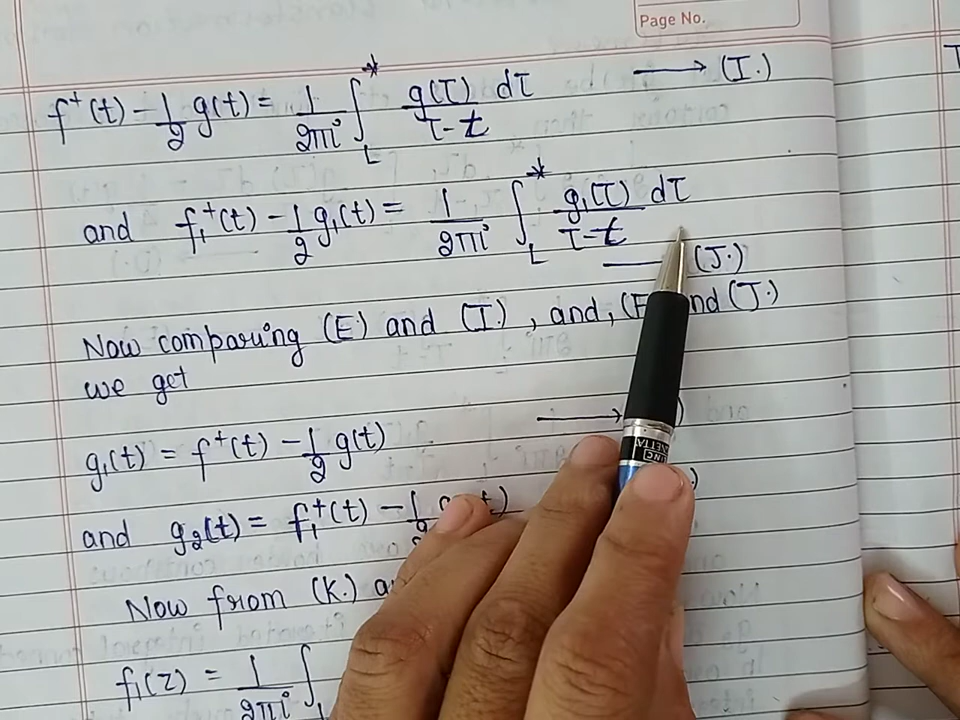 Page No.
f⁺(t) - 1/2 g(t) = 1/2πi ∫_L^* g(τ)/(τ-t) dτ → (I.)
and f₁⁺(t) - 1/2 g₁(t) = 1/2πi ∫_L^* g₁(τ)/(τ-t) dτ
(J.)
Now comparing (E.) and (I.), and, and (J.)
we get
g₁(t) = f⁺(t) - 1/2 g(t) →
and g₂(t) = f₁⁺(t) -
Now from (K.)
f₁(z) = 1/2πi ∫